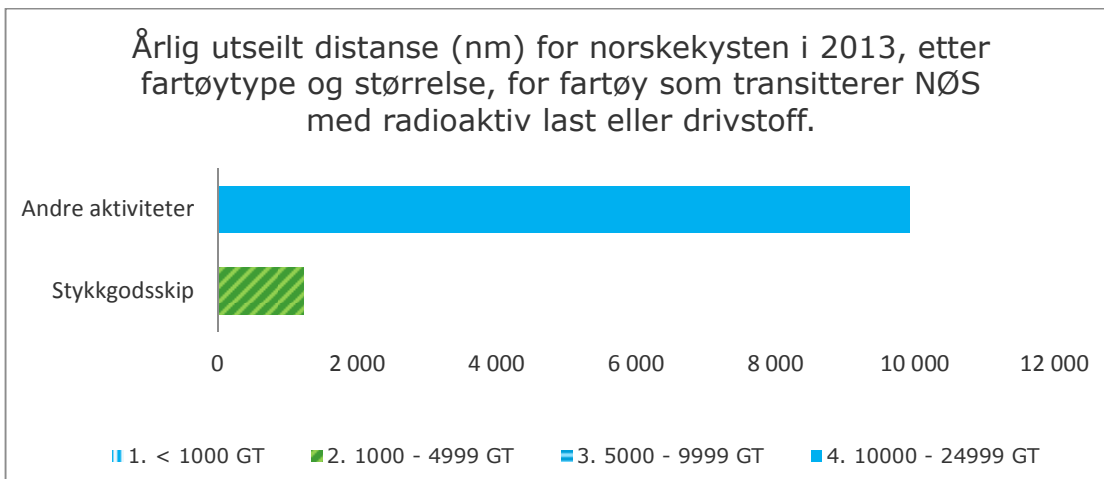 Årlig utseilt distanse (nm) for norskekysten i 2013, etter
fartøytype og størrelse, for fartøy som transitterer NØS
med radioaktiv last eller drivstoff.
Andre aktiviteter
Stykkgodsskip
0 2 000 4 000 6 000 8 000 10 000 12 000
1. < 1000 GT 2. 1000 - 4999 GT 3. 5000 - 9999 GT 4. 10000 - 24999 GT